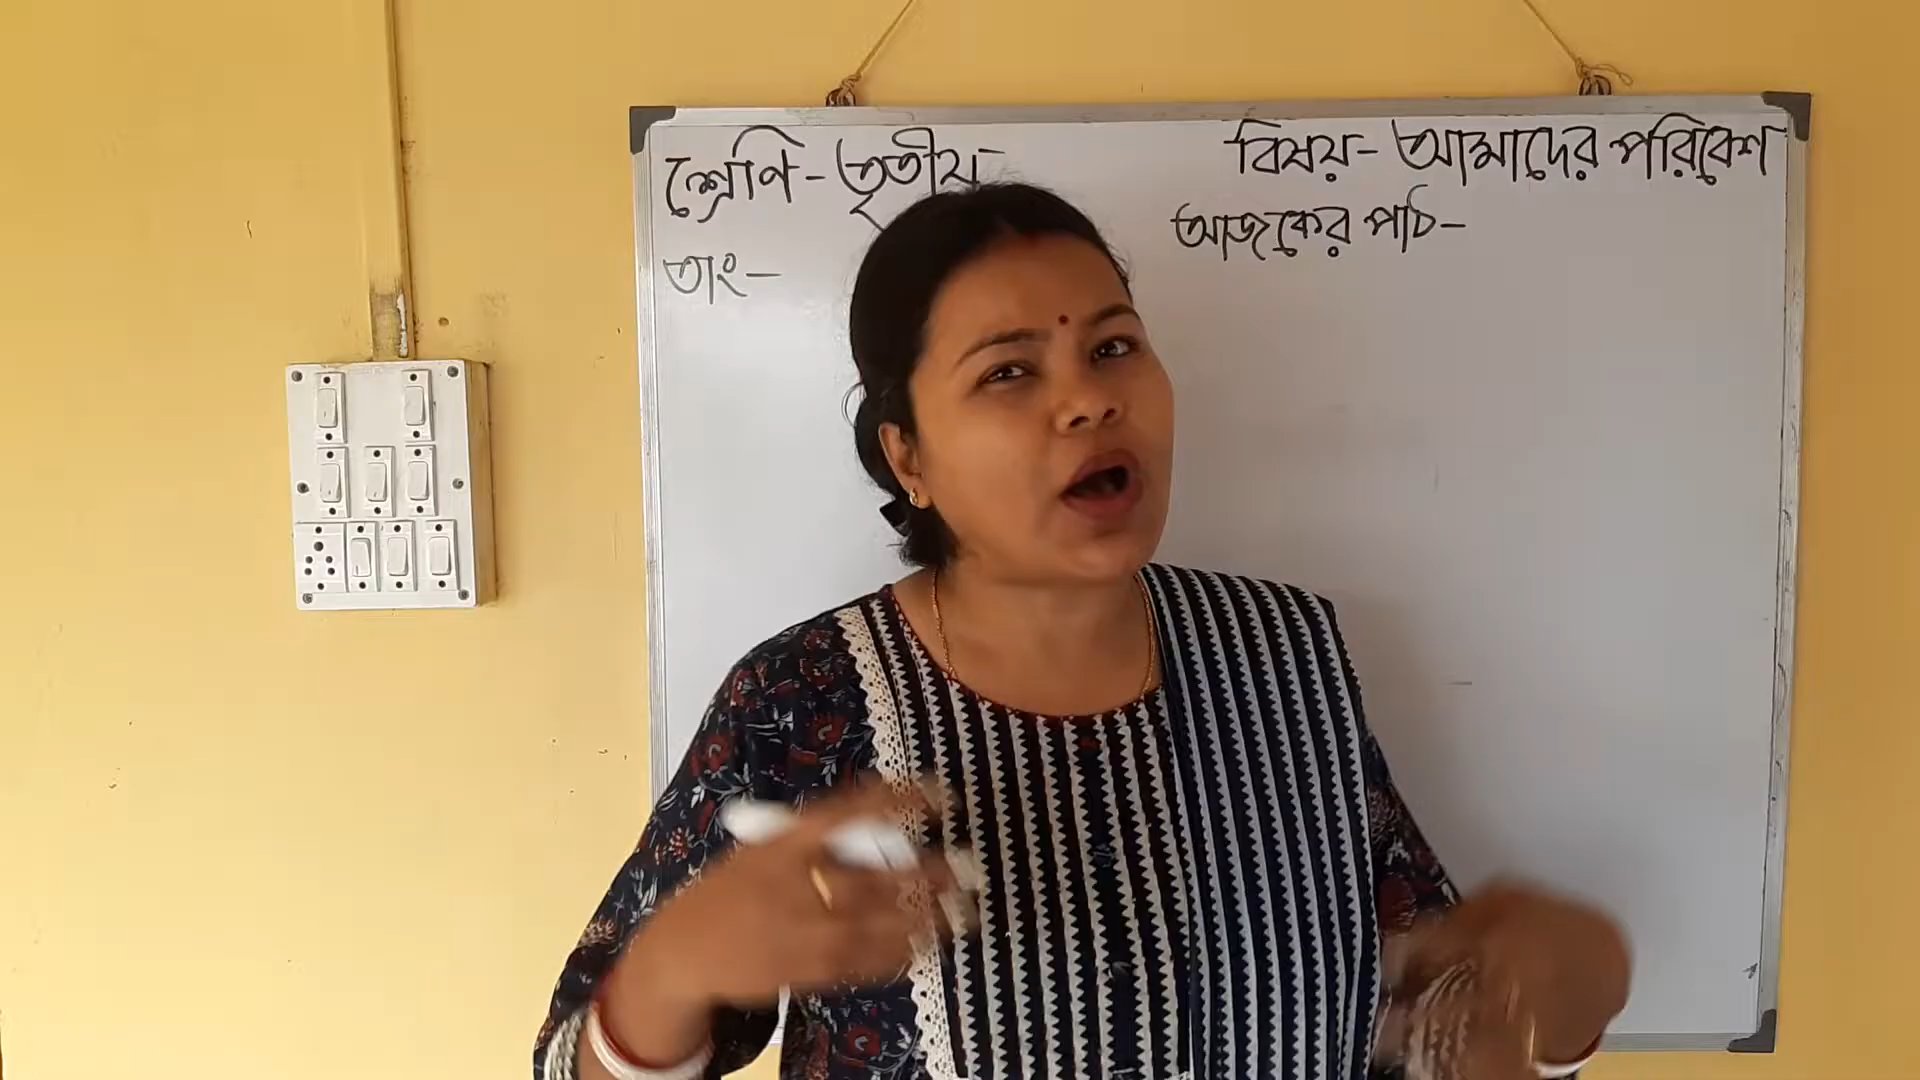 শ্রেণি - তৃতীয়
বিষয় - আমাদের পরিবেশ
আজকের পাঠ -
তাং -